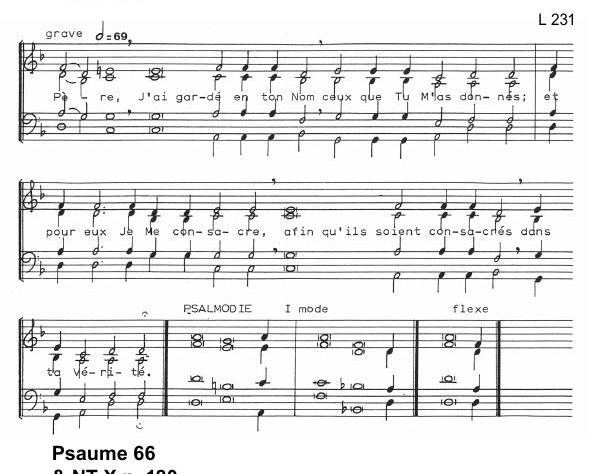 L 231
grave 𝅗𝅥=69
Pè - re, J'ai gar-dé en ton Nom ceux que Tu M'as don-nés; et
pour eux Je Me con-sa-cre, afin qu'ils soient con-sa-crés dans
PSALMODIE I mode flexe
ta Vé-ri-té.
Psaume 66